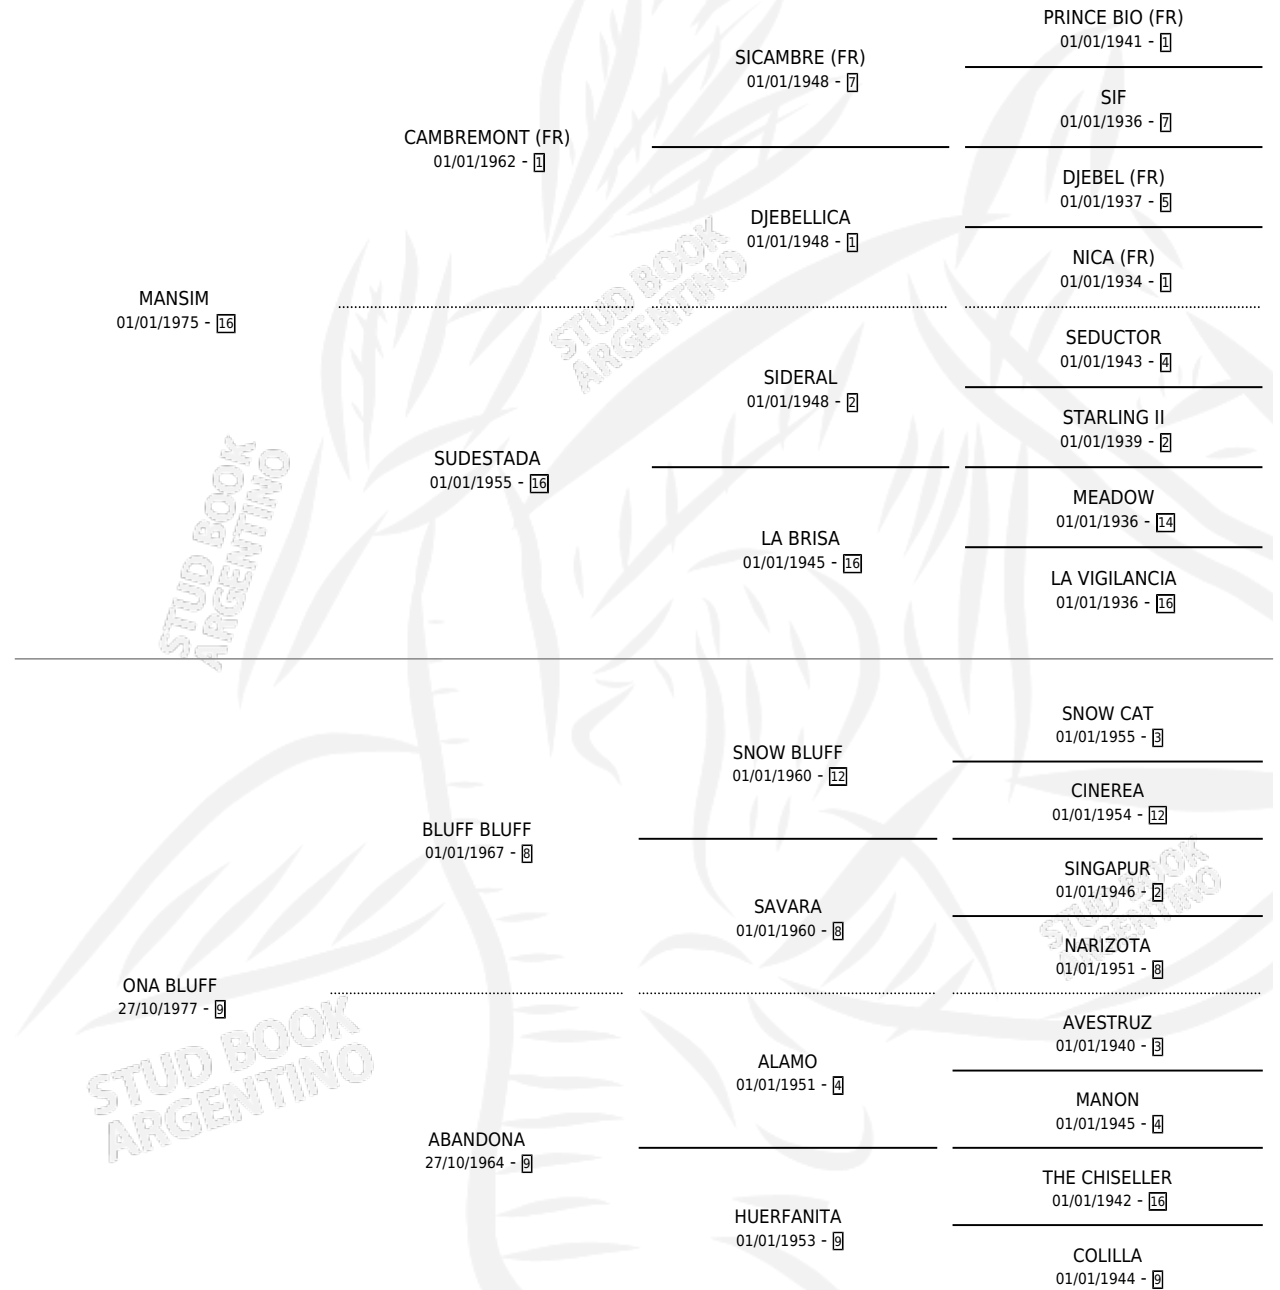 PRINCE BIO (FR)
01/01/1941 - 1
SICAMBRE (FR)
01/01/1948 - 7
SIF
01/01/1936 - 7
CAMBREMONT (FR)
01/01/1962 - 1
DJEBEL (FR)
01/01/1937 - 5
DJEBELLICA
01/01/1948 - 1
NICA (FR)
01/01/1934 - 1
MANSIM
01/01/1975 - 16
SEDUCTOR
01/01/1943 - 4
SIDERAL
01/01/1948 - 2
STARLING II
01/01/1939 - 2
SUDESTADA
01/01/1955 - 16
MEADOW
01/01/1936 - 14
LA BRISA
01/01/1945 - 16
LA VIGILANCIA
01/01/1936 - 16
SNOW CAT
01/01/1955 - 3
SNOW BLUFF
01/01/1960 - 12
CINEREA
01/01/1954 - 12
BLUFF BLUFF
01/01/1967 - 8
SINGAPUR
01/01/1946 - 2
SAVARA
01/01/1960 - 8
NARIZOTA
01/01/1951 - 8
ONA BLUFF
27/10/1977 - 9
AVESTRUZ
01/01/1940 - 3
ALAMO
01/01/1951 - 4
MANON
01/01/1945 - 4
ABANDONA
27/10/1964 - 9
THE CHISELLER
01/01/1942 - 16
HUERFANITA
01/01/1953 - 9
COLILLA
01/01/1944 - 9
STUD BOOK
ARGENTINO
STUD BOOK
ARGENTINO
STUD BOOK
ARGENTINO
STUD BOOK
ARGENTINO